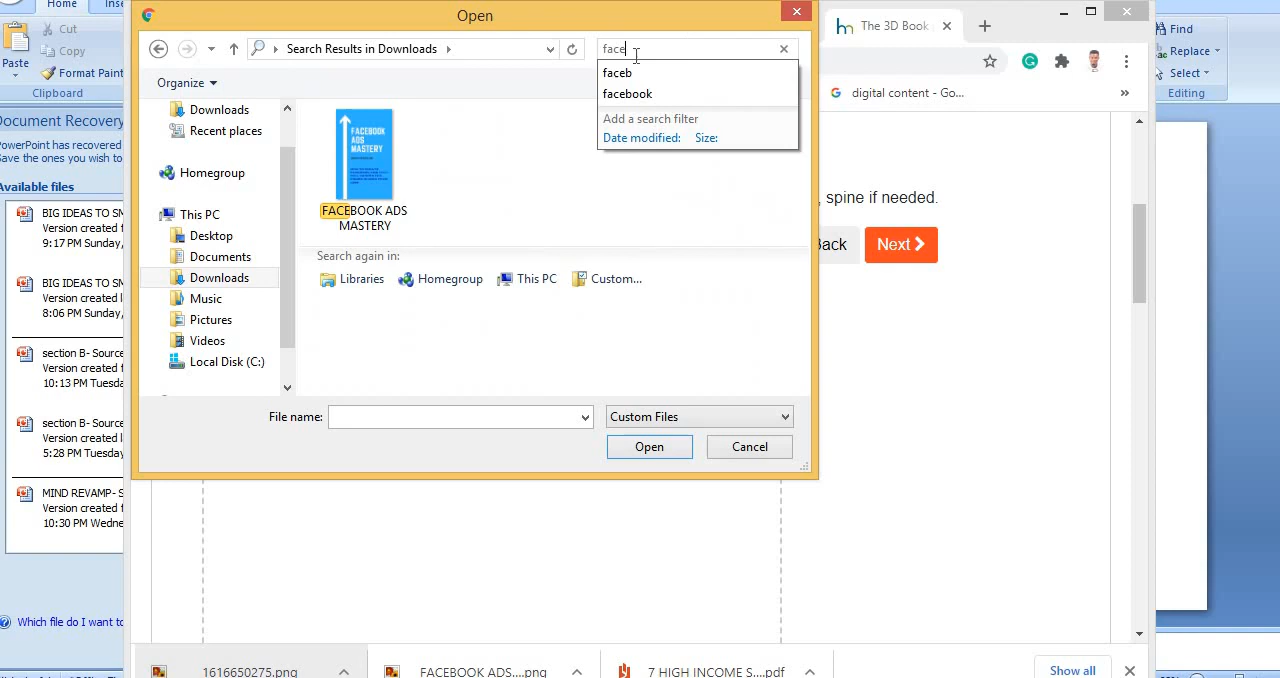 Home
Inse
Cut
Copy
Format Paint
Paste
Clipboard
Document Recovery
PowerPoint has recovered
Save the ones you wish to
Available files
BIG IDEAS TO SM
Version created f
9:17 PM Sunday,
BIG IDEAS TO SM
Version created l
8:06 PM Sunday,
section B- Source
Version created f
10:13 PM Tuesda
section B- Source
Version created l
5:28 PM Tuesday
MIND REVAMP- S
Version created f
10:30 PM Wedne
Which file do I want to
Open
Search Results in Downloads
face
faceb
facebook
Add a search filter
Date modified:
Size:
Organize
Downloads
Recent places
Homegroup
This PC
Desktop
Documents
Downloads
Music
Pictures
Videos
Local Disk (C:)
FACEBOOK
ADS
MASTERY
FACEBOOK ADS
MASTERY
Search again in:
Libraries
Homegroup
This PC
Custom...
File name:
Custom Files
Open
Cancel
The 3D Book
digital content - Go...
, spine if needed.
Back
Next
Find
Replace
Select
Editing
1616650275.png
FACEBOOK ADS....png
7 HIGH INCOME S....pdf
Show all